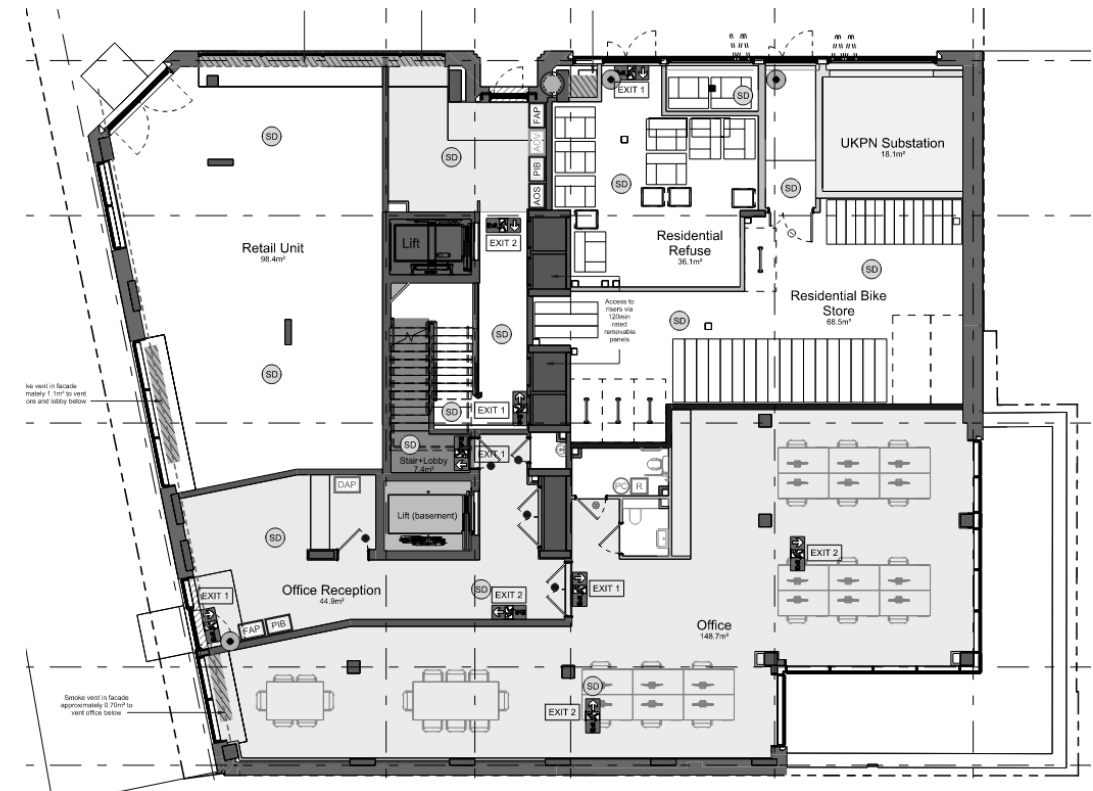 EXIT 1
SD
FAP
AOV
PIB
AOS
SD
SD
UKPN Substation
18.1m²
SD
SD
EXIT 2
Lift
Retail Unit
98.4m²
Residential
Refuse
36.1m²
SD
Residential Bike
Store
68.5m²
Access to
risers via
120min
rated
removable
panels
SD
SD
SD
ke vent in facade
mately 1.1m² to vent
ore and lobby below
SD
EXIT 1
SD
EXIT 1
Stair+Lobby
7.4m²
DAP
PC
R
Lift (basement)
SD
EXIT 2
Office Reception
44.9m²
SD
EXIT 2
EXIT 1
EXIT 1
FAP
PIB
Office
148.7m²
SD
EXIT 2
Smoke vent in facade
approximately 0.70m² to
vent office below